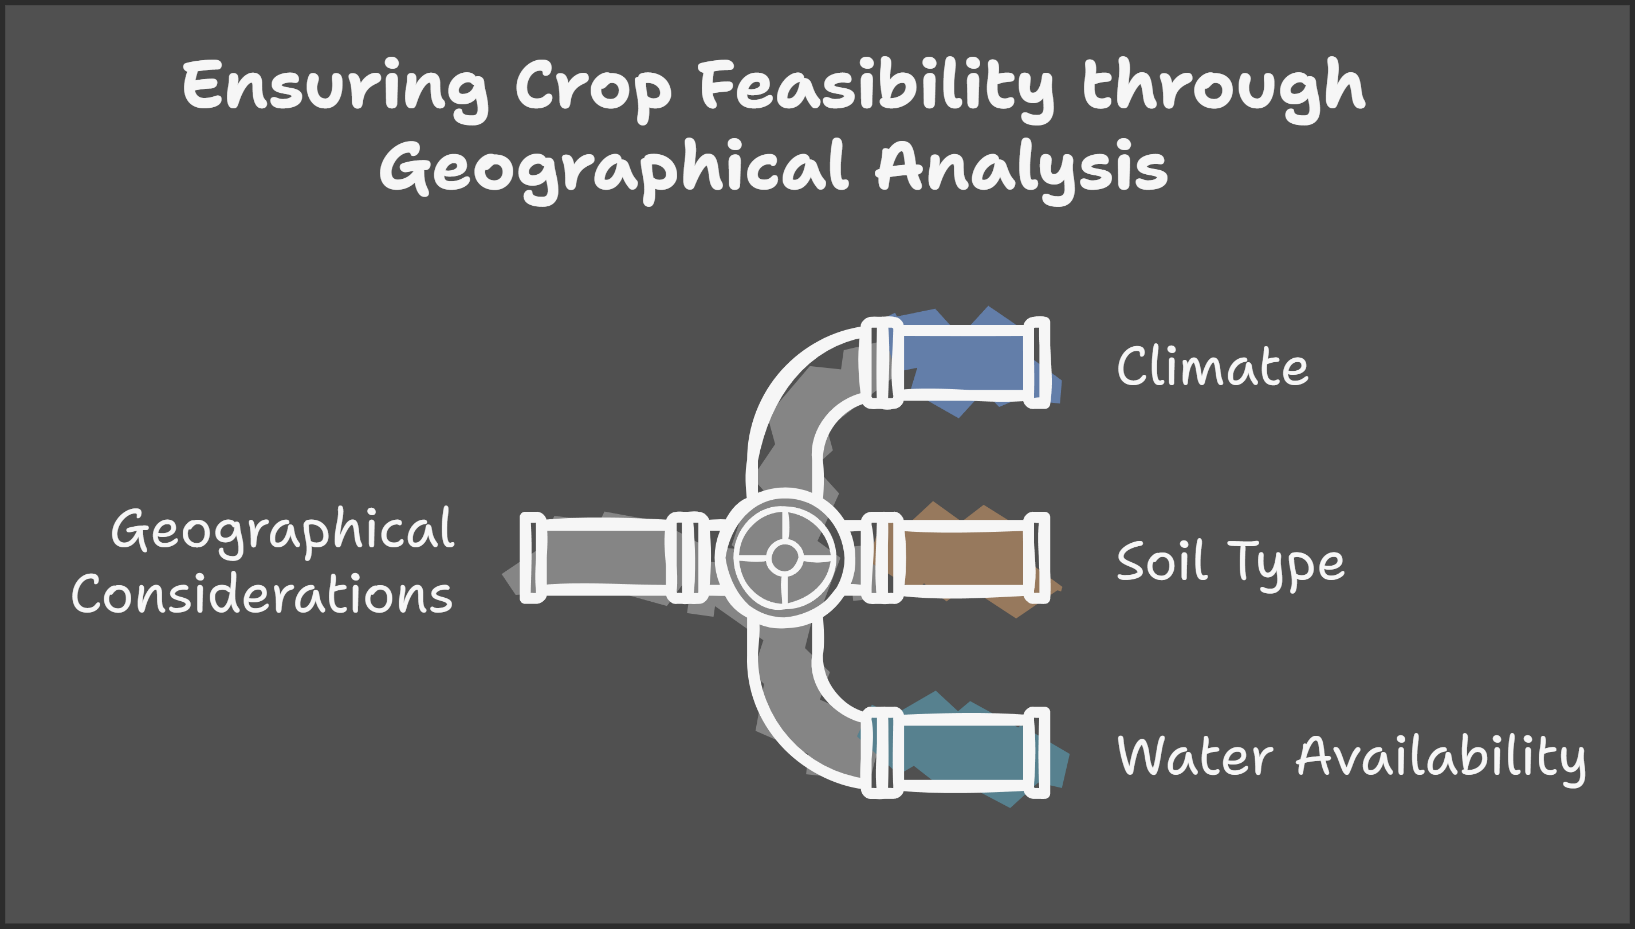 Ensuring Crop Feasibility through
Geographical Analysis
Climate
Geographical
Considerations
Soil Type
Water Availability